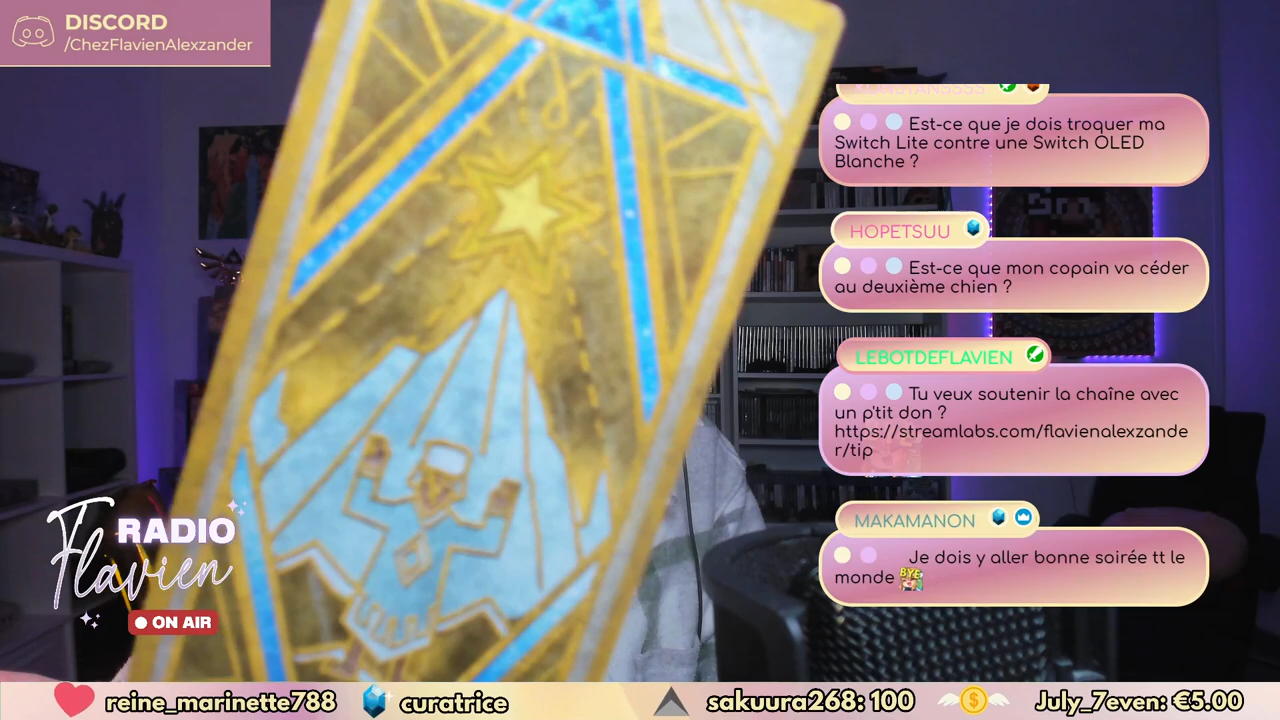 DISCORD
/ChezFlavienAlexzander
Est-ce que je dois troquer ma
Switch Lite contre une Switch OLED
Blanche ?
HOPETSUU
Est-ce que mon copain va céder
au deuxième chien ?
LEBOTDEFLAVIEN
Tu veux soutenir la chaîne avec
un p'tit don ?
https://streamlabs.com/flavienalexzande
r/tip
MAKAMANON
Je dois y aller bonne soirée tt le
monde BYE
RADIO
Flavien
ON AIR
reine_marinette788
curatrice
sakuura268: 100
July_7even: €5.00